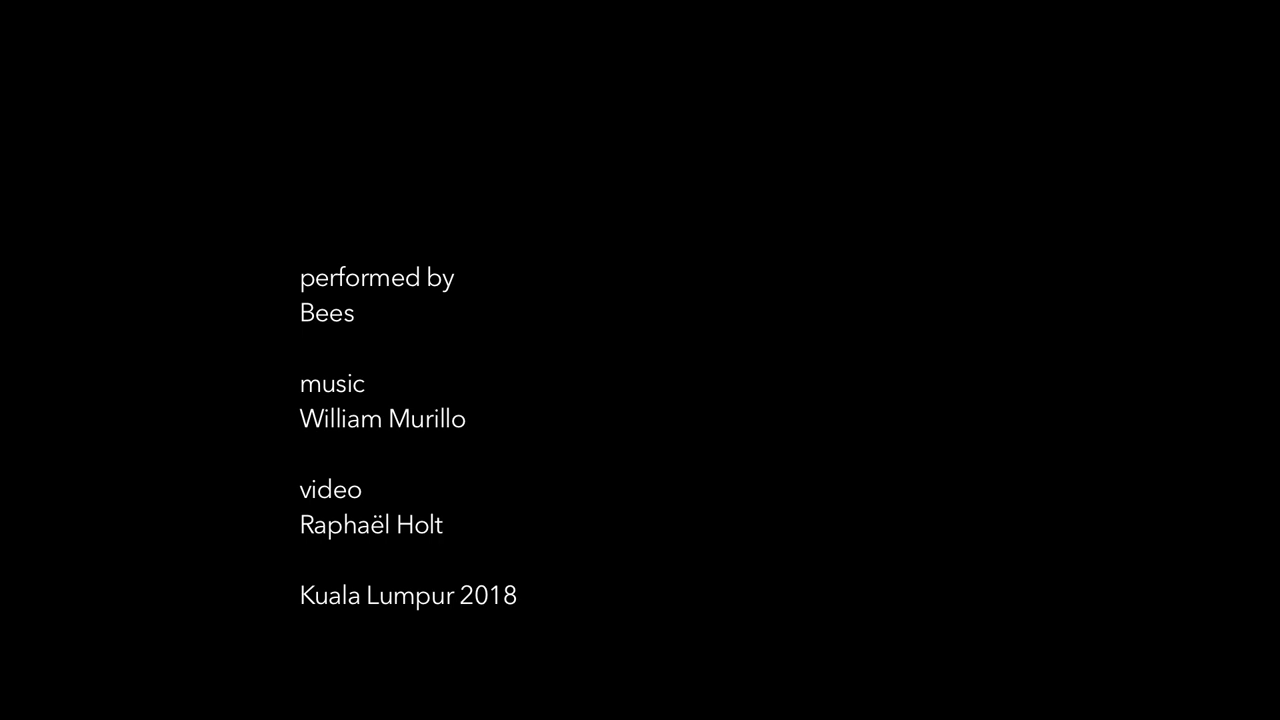 performed by
Bees
music
William Murillo
video
Raphaël Holt
Kuala Lumpur 2018